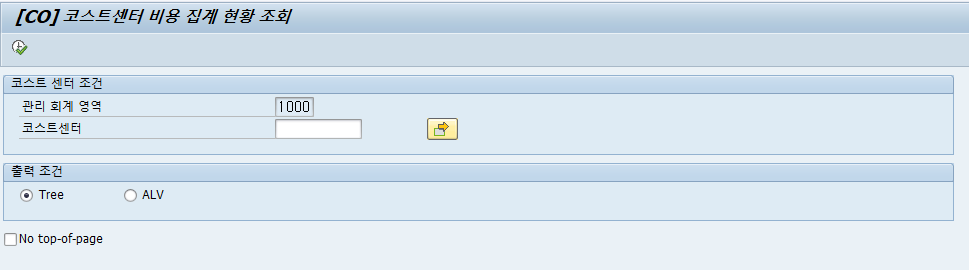 [CO] 코스트센터 비용 집계 현황 조회
코스트 센터 조건
관리 회계 영역 1000
코스트센터
출력 조건
Tree ALV
No top-of-page